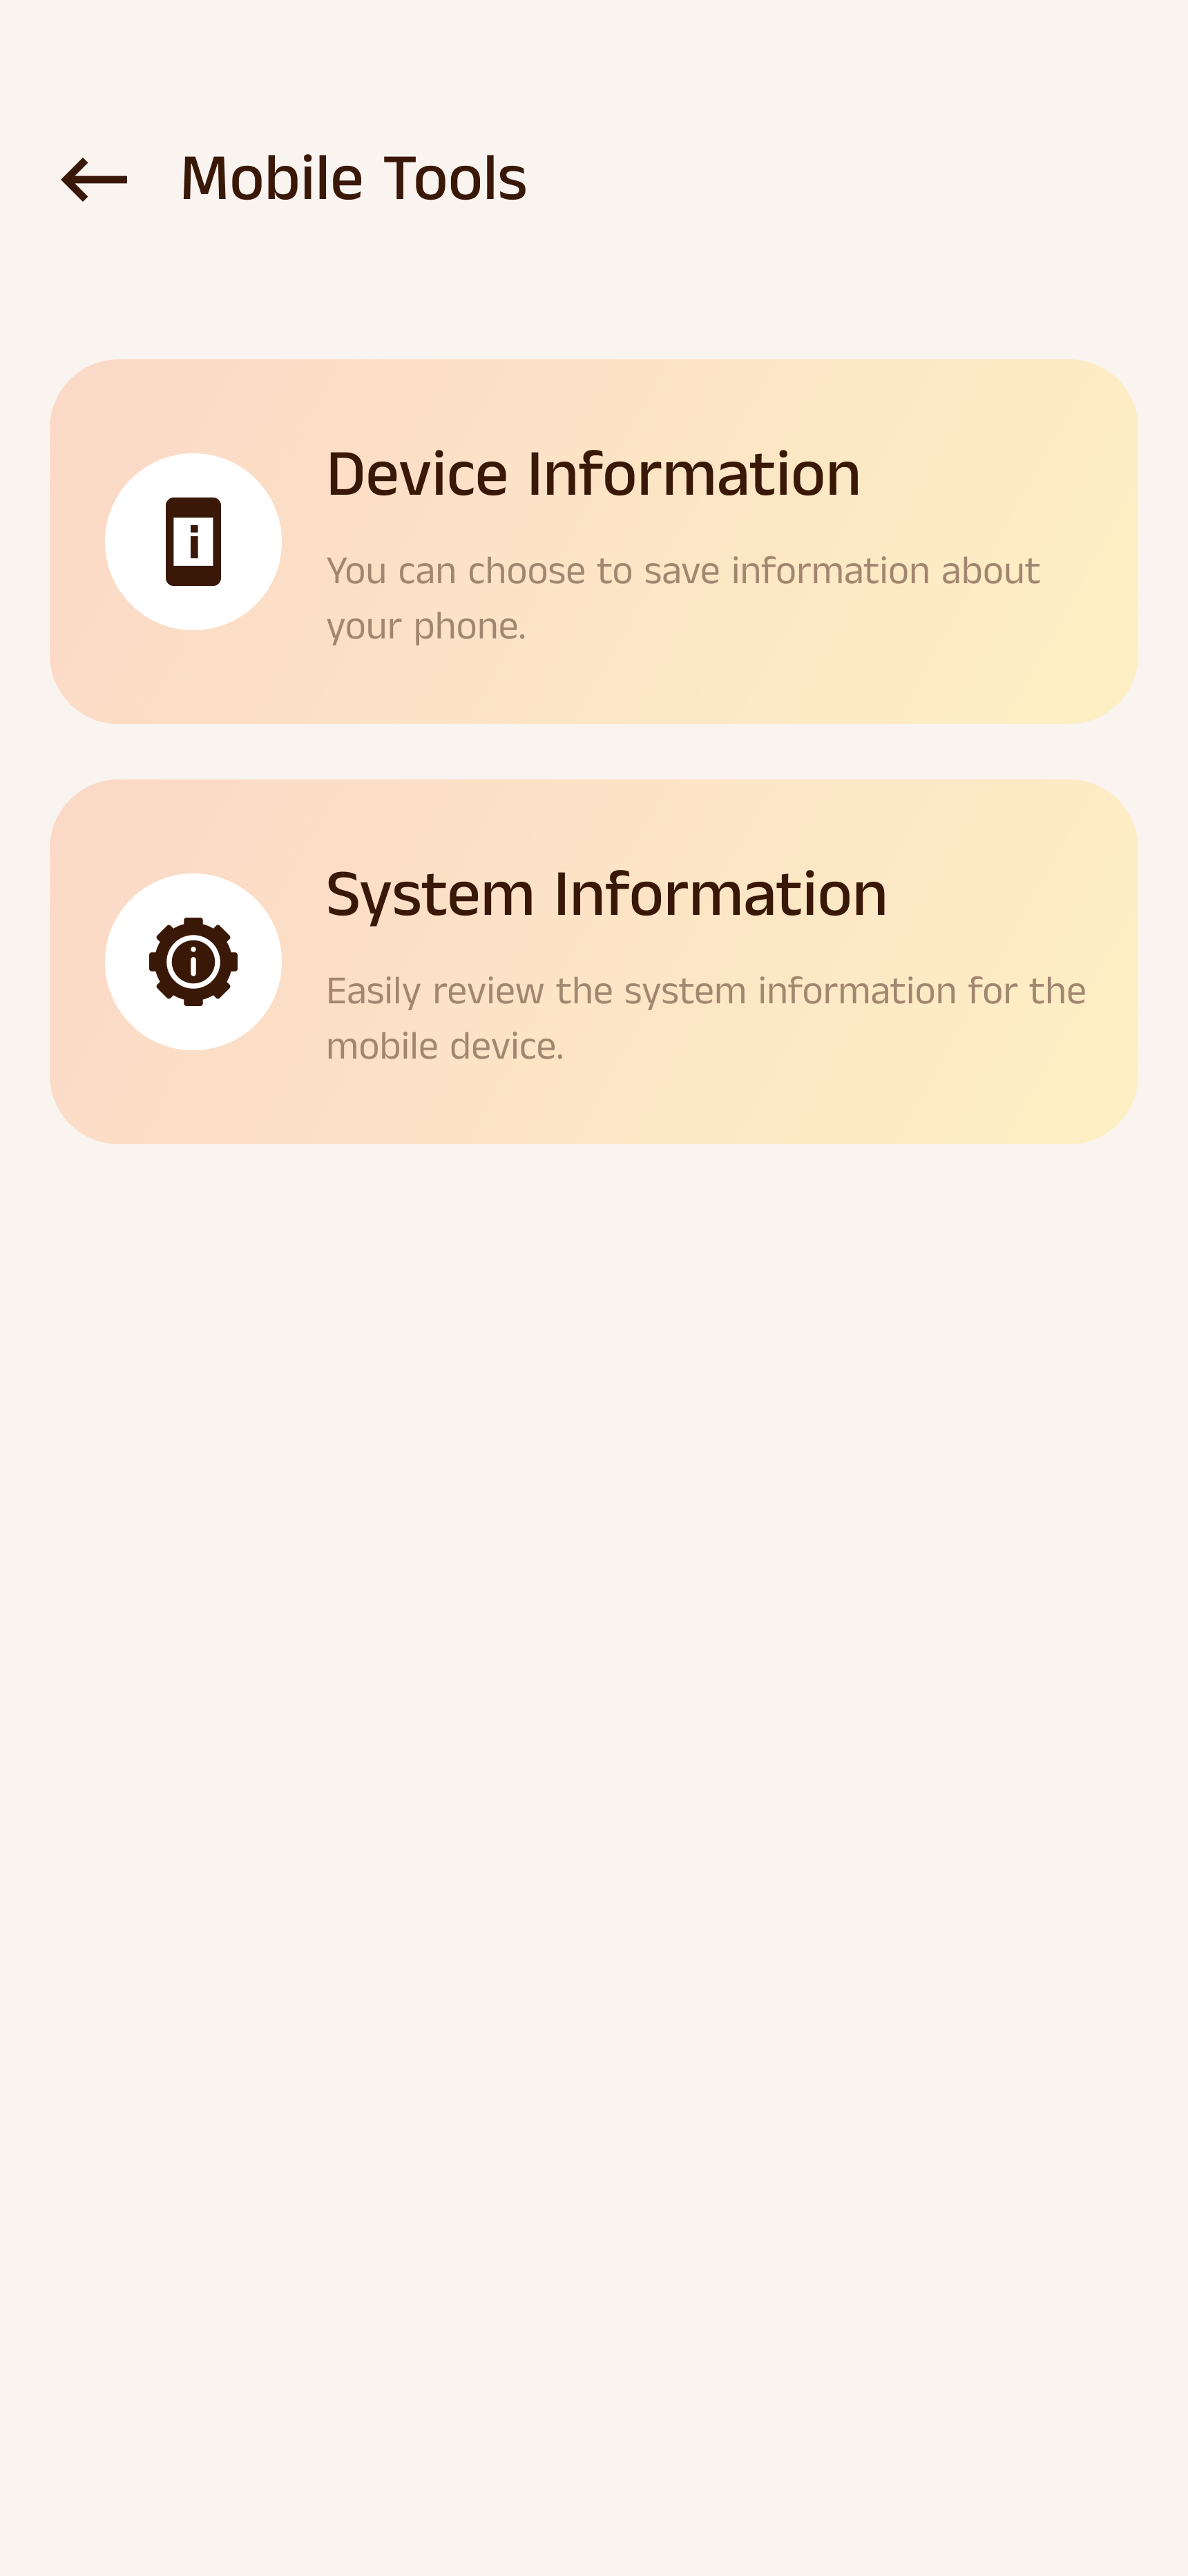 Mobile Tools
Device Information
You can choose to save information about
your phone.
System Information
Easily review the system information for the
mobile device.